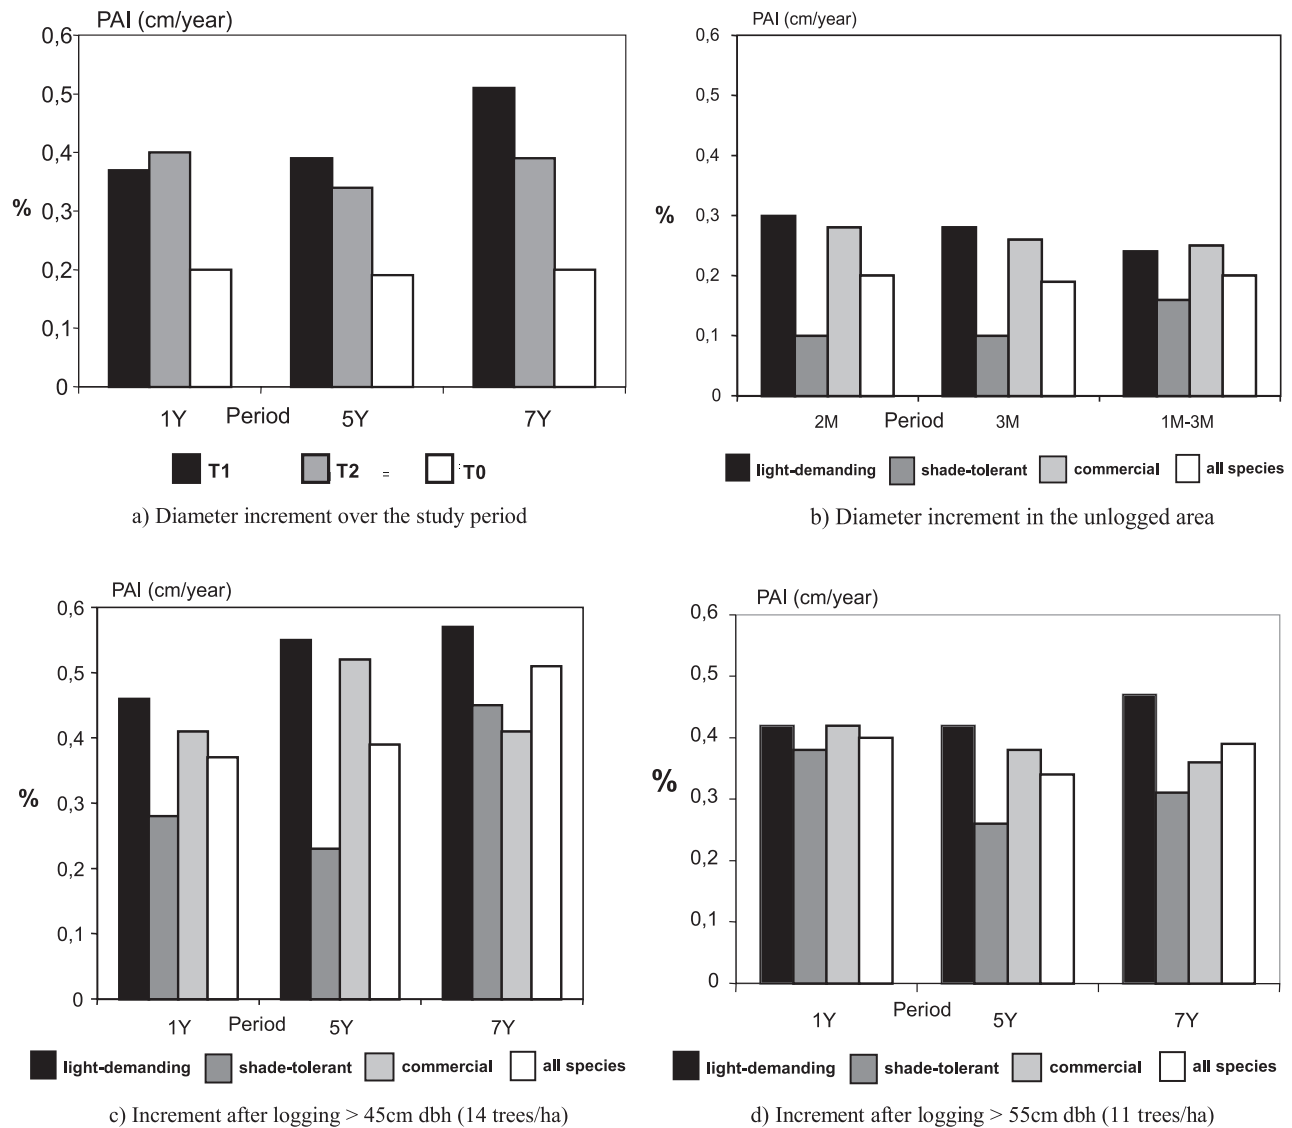 PAI (cm/year)
0,6
0,5
0,4
%
0,3
0,2
0,1
0
1Y Period 5Y 7Y
T1 T2 = T0
a) Diameter increment over the study period
PAI (cm/year)
0,6
0,5
0,4
%
0,3
0,2
0,1
0
2M Period 3M 1M-3M
light-demanding shade-tolerant commercial all species
b) Diameter increment in the unlogged area
PAI (cm/year)
0,6
0,5
0,4
%
0,3
0,2
0,1
0
1Y Period 5Y 7Y
light-demanding shade-tolerant commercial all species
c) Increment after logging > 45cm dbh (14 trees/ha)
PAI (cm/year)
0,6
0,5
0,4
%
0,3
0,2
0,1
0
1Y Period 5Y 7Y
light-demanding shade-tolerant commercial all species
d) Increment after logging > 55cm dbh (11 trees/ha)